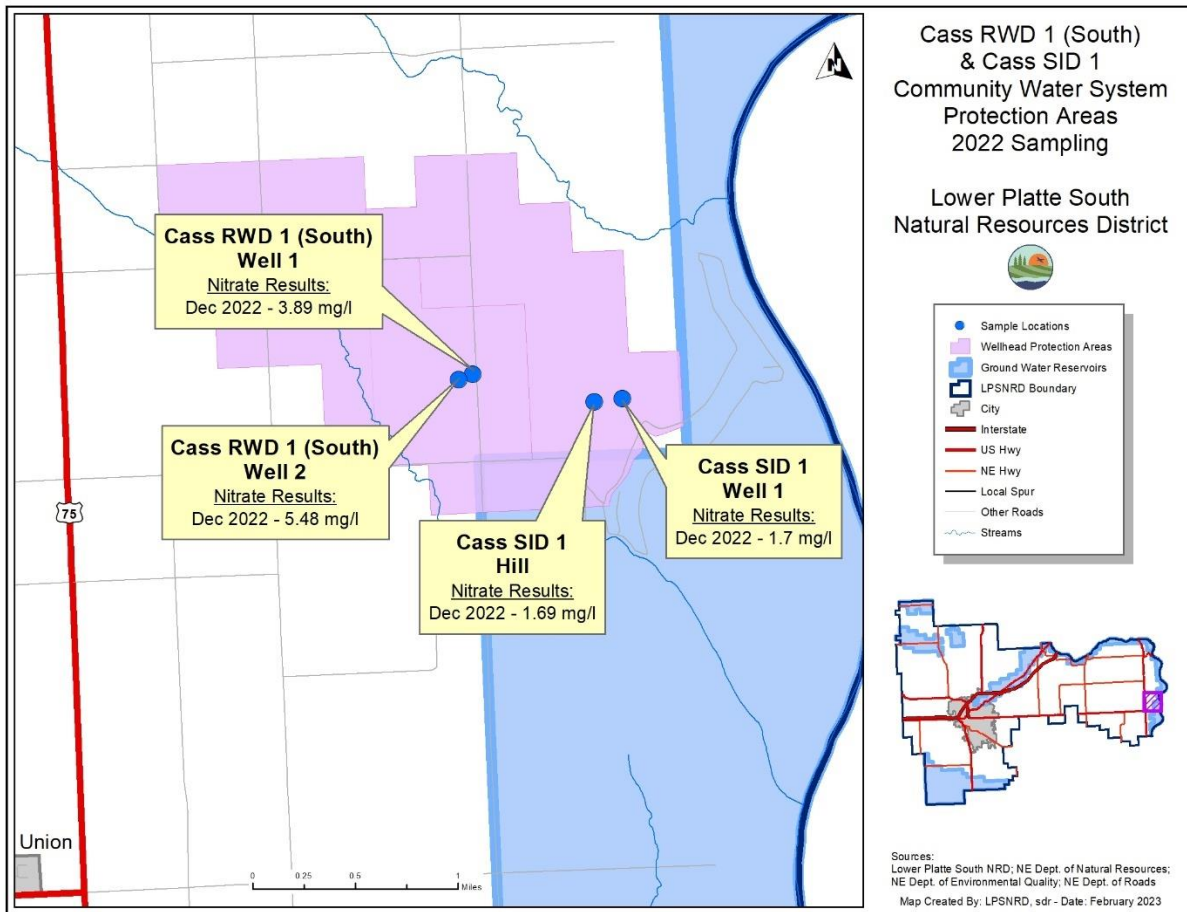 Cass RWD 1 (South)
& Cass SID 1
Community Water System
Protection Areas
2022 Sampling
Lower Platte South
Natural Resources District
N
Cass RWD 1 (South)
Well 1
Nitrate Results:
Dec 2022 - 3.89 mg/l
Cass RWD 1 (South)
Well 2
Nitrate Results:
Dec 2022 - 5.48 mg/l
Cass SID 1
Hill
Nitrate Results:
Dec 2022 - 1.69 mg/l
Cass SID 1
Well 1
Nitrate Results:
Dec 2022 - 1.7 mg/l
75
Union
0 0.25 0.5 1
Miles
Sample Locations
Wellhead Protection Areas
Ground Water Reservoirs
LPSNRD Boundary
City
Interstate
US Hwy
NE Hwy
Local Spur
Other Roads
Streams
Sources:
Lower Platte South NRD; NE Dept. of Natural Resources;
NE Dept. of Environmental Quality; NE Dept. of Roads
Map Created By: LPSNRD, sdr - Date: February 2023